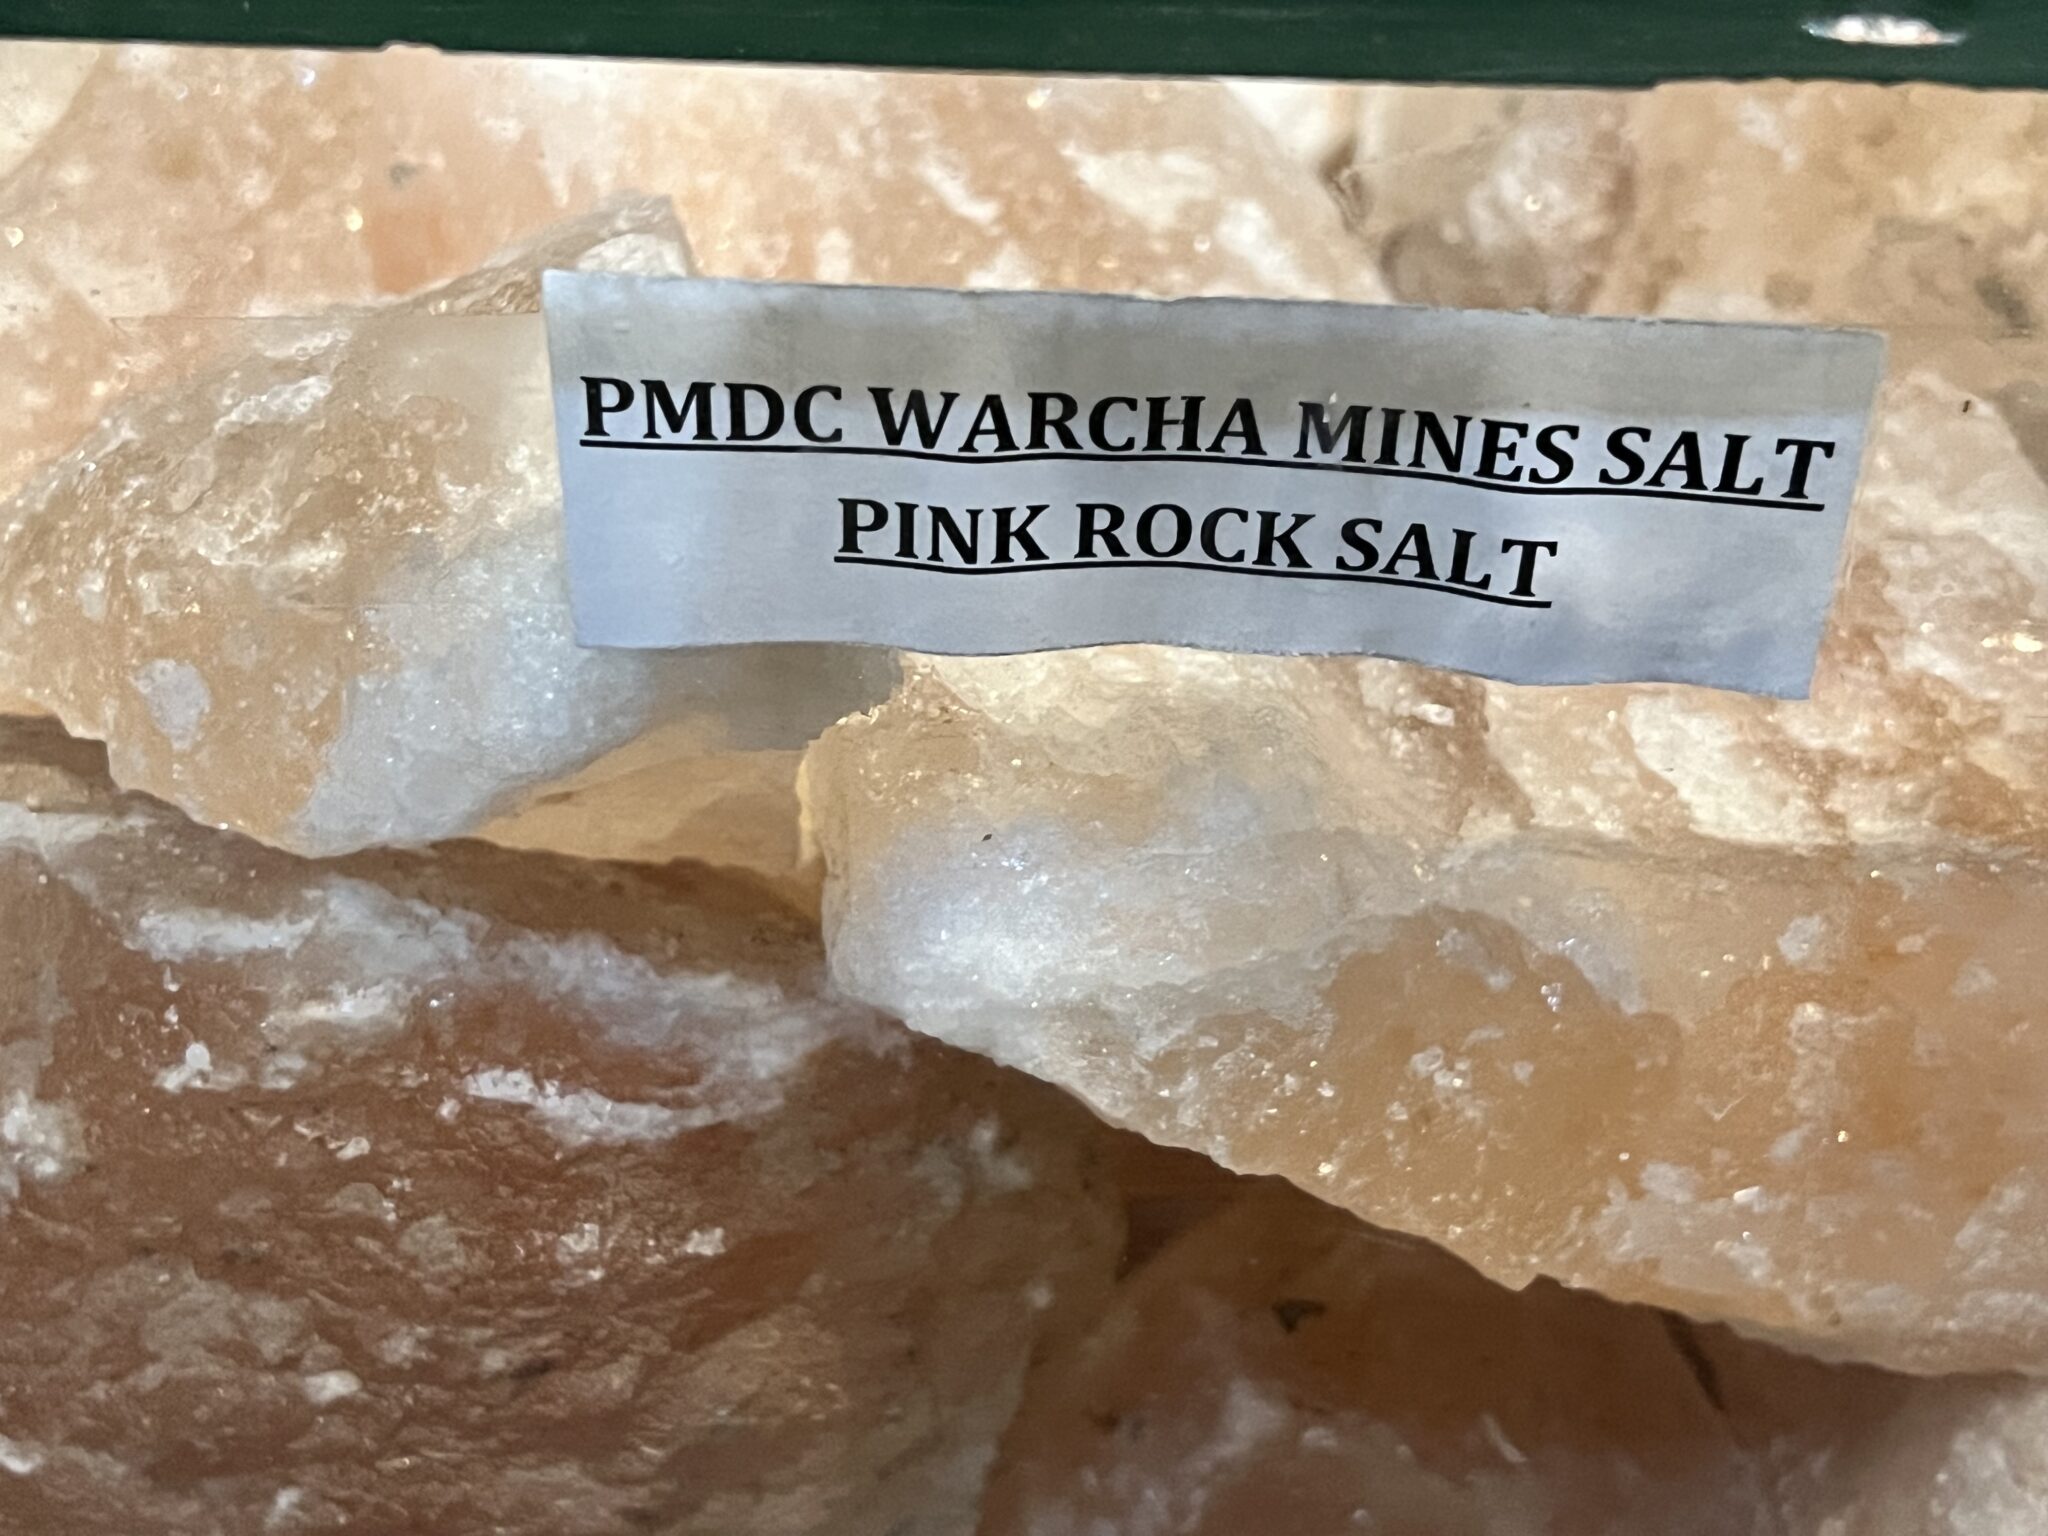 PMDC WARCHA MINES SALT
PINK ROCK SALT